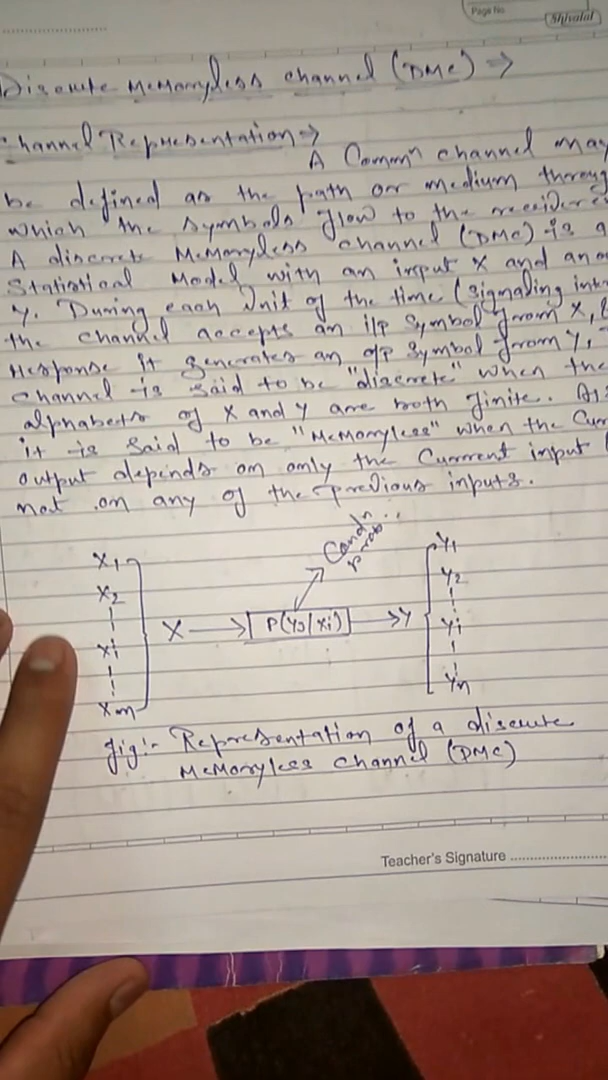 Page No
Shivalal
Discrete Memoryless channel (DMC) →
channel Representation →
A Commⁿ channel may
be defined as the path or medium throug
which the symbols flow to the receiver
A discrete Memoryless channel (DMC) is a
Statistical Model with an input X and an o
Y. During each Unit of the time (signaling int
the channel accepts an i/p symbol from X,
response it generates an o/p symbol from Y,
channel is said to be "discrete" when the
alphabets of X and Y are both finite. Als
it is said to be "Memoryless" when the Curr
output depends on only the Current input
not on any of the previous inputs.
Condⁿ prob
X1
X2
Xi
Xm
X → P(Yj/Xi) → Y
Y1
Y2
Yi
Yn
fig:- Representation of a discrete
Memoryless channel (DMC)
Teacher's Signature